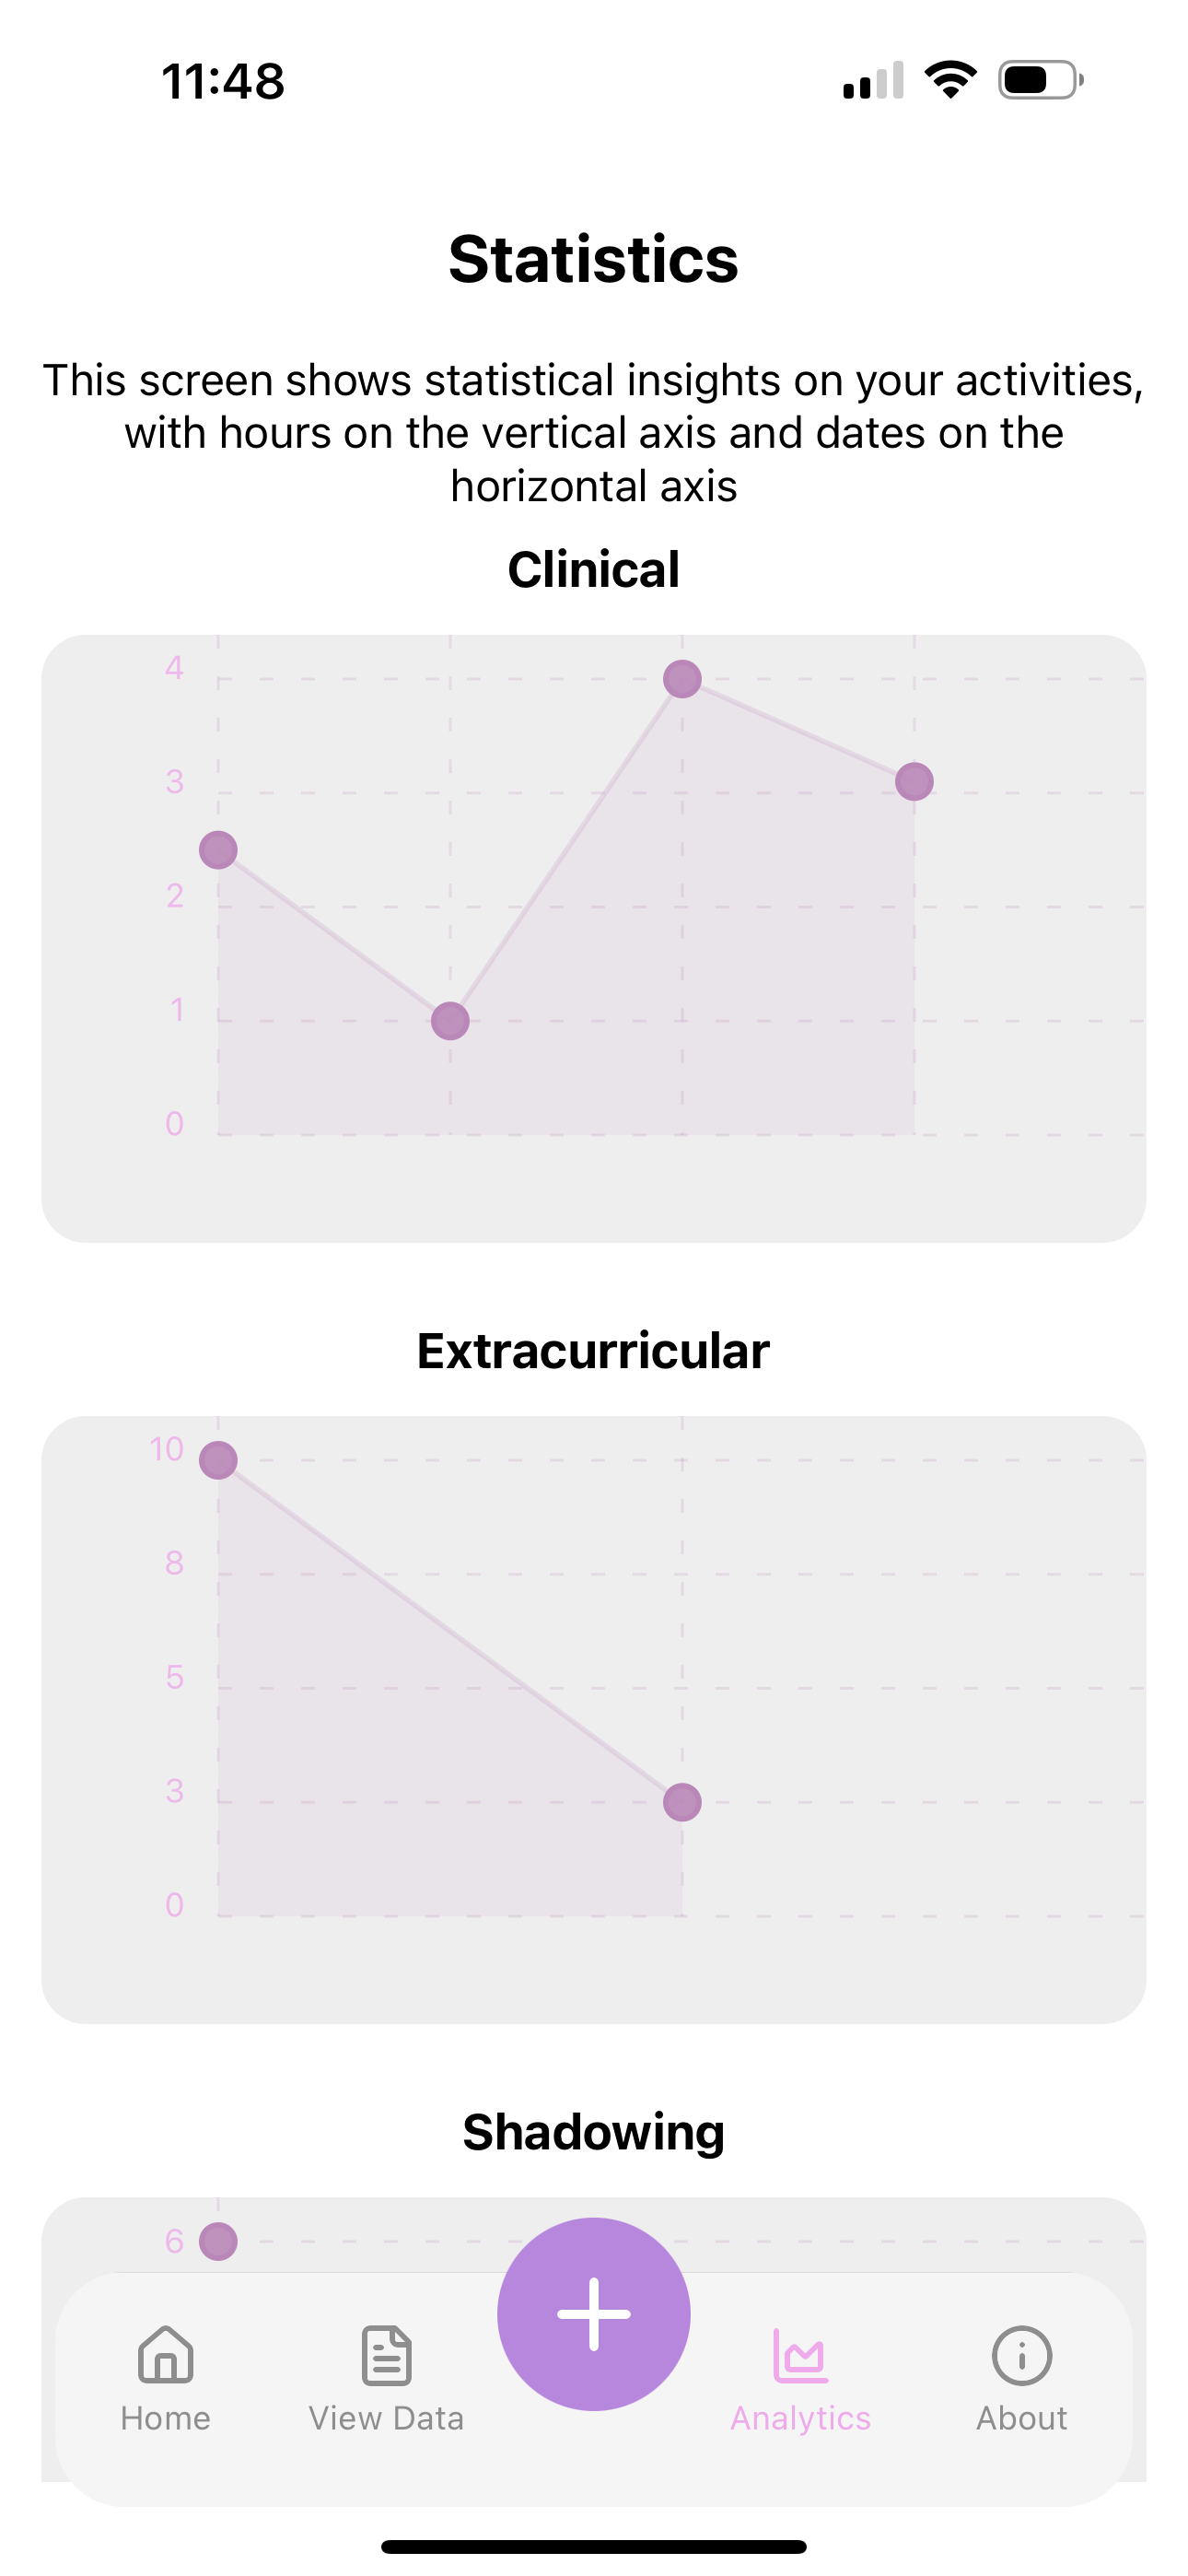 11:48
Statistics
This screen shows statistical insights on your activities,
with hours on the vertical axis and dates on the
horizontal axis
Clinical
4
3
2
1
0
Extracurricular
10
8
5
3
0
Shadowing
6
Home
View Data
Analytics
About